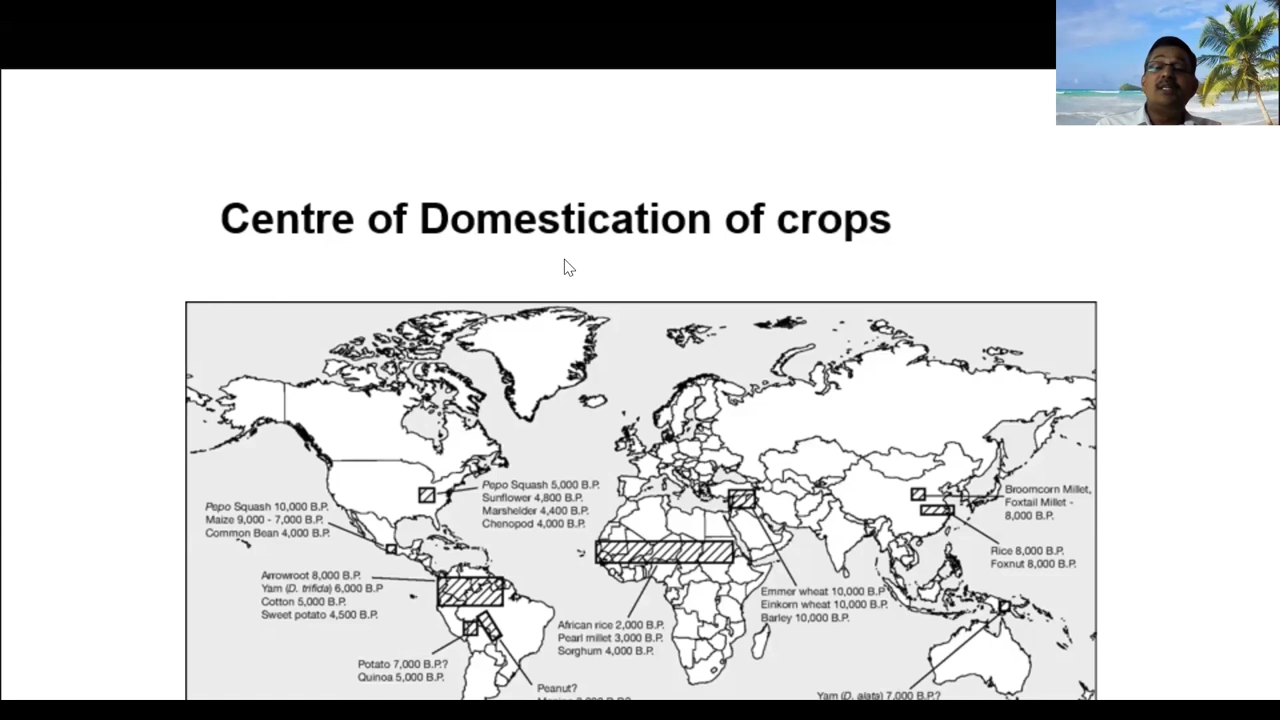 Centre of Domestication of crops
Pepo Squash 5,000 B.P.
Sunflower 4,800 B.P.
Marshelder 4,400 B.P.
Chenopod 4,000 B.P.
Pepo Squash 10,000 B.P.
Maize 9,000 - 7,000 B.P.
Common Bean 4,000 B.P.
Broomcorn Millet,
Foxtail Millet -
8,000 B.P.
Rice 8,000 B.P.
Foxnut 8,000 B.P.
Arrowroot 8,000 B.P.
Yam (D. trifida) 6,000 B.P
Cotton 5,000 B.P.
Sweet potato 4,500 B.P.
Emmer wheat 10,000 B.P
Einkorn wheat 10,000 B.P.
Barley 10,000 B.P.
African rice 2,000 B.P.
Pearl millet 3,000 B.P.
Sorghum 4,000 B.P.
Potato 7,000 B.P.?
Quinoa 5,000 B.P.
Peanut?
Yam (D. alata) 7,000 B.P.?